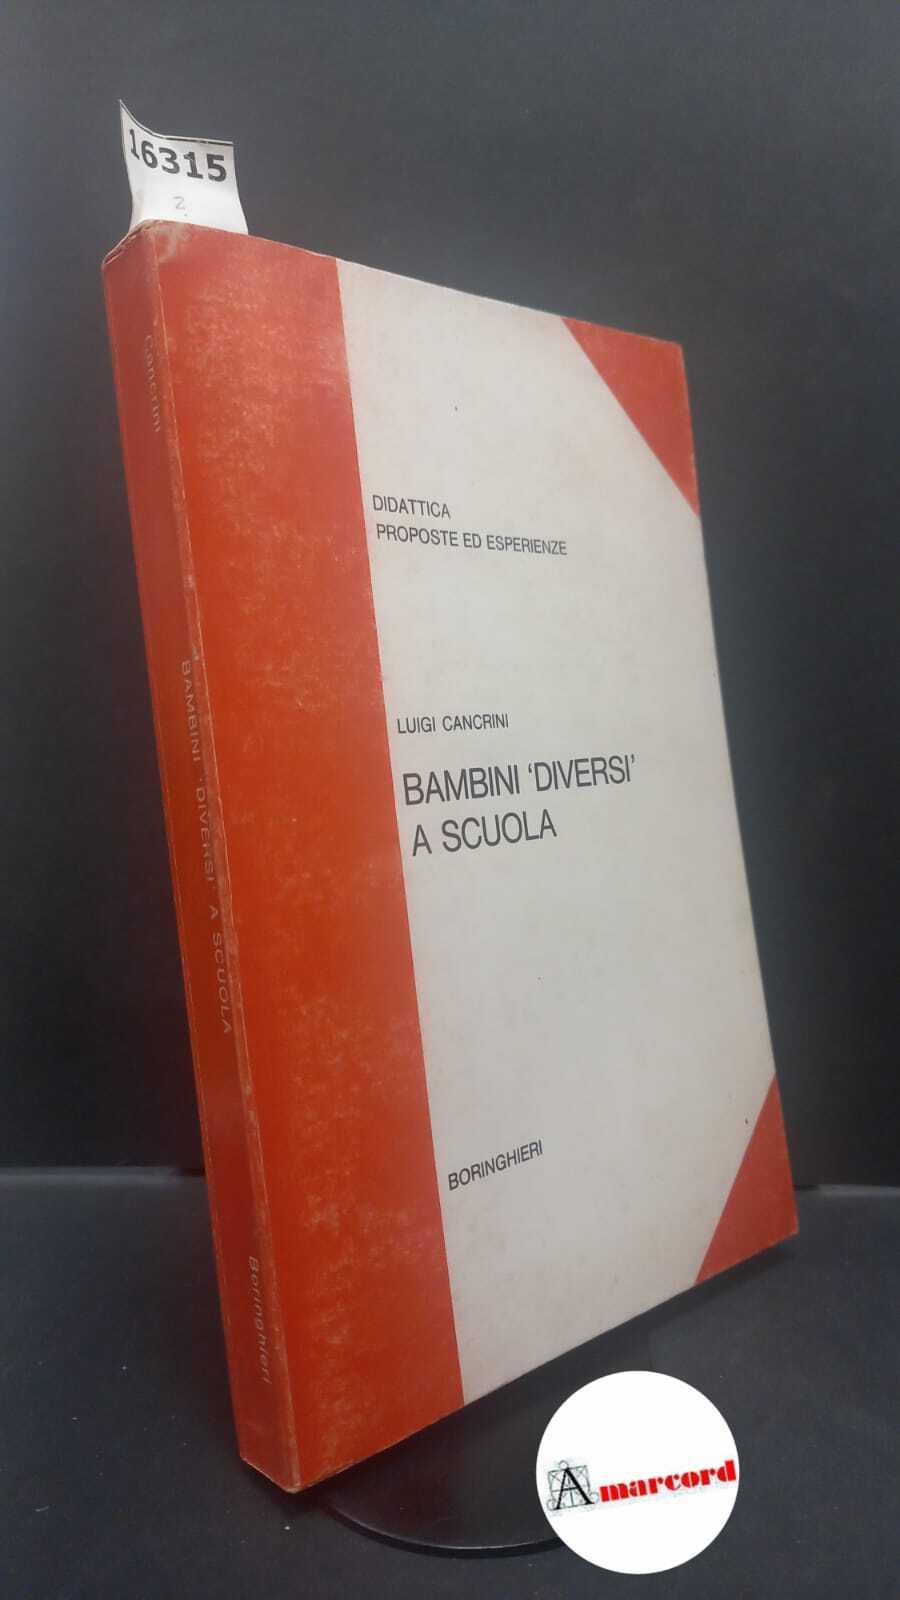 16315
2
Cancrini
BAMBINI 'DIVERSI' A SCUOLA
Boringhieri
DIDATTICA
PROPOSTE ED ESPERIENZE
LUIGI CANCRINI
BAMBINI 'DIVERSI'
A SCUOLA
BORINGHIERI
Amarcord